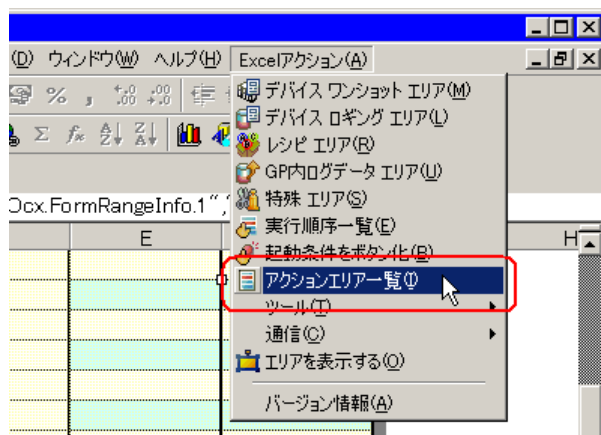 (D) ウィンドウ(W) ヘルプ(H) Excelアクション(A)
デバイス ワンショット エリア(M)
デバイス ロギング エリア(L)
レシピ エリア(R)
GP内ログデータ エリア(U)
特殊 エリア(S)
実行順序一覧(E)
起動条件をボタン化(B)
アクションエリア一覧(I)
ツール(T)
通信(C)
エリアを表示する(O)
バージョン情報(A)
% , .00
Σ fx
Ocx.FormRangeInfo.1",
E
H